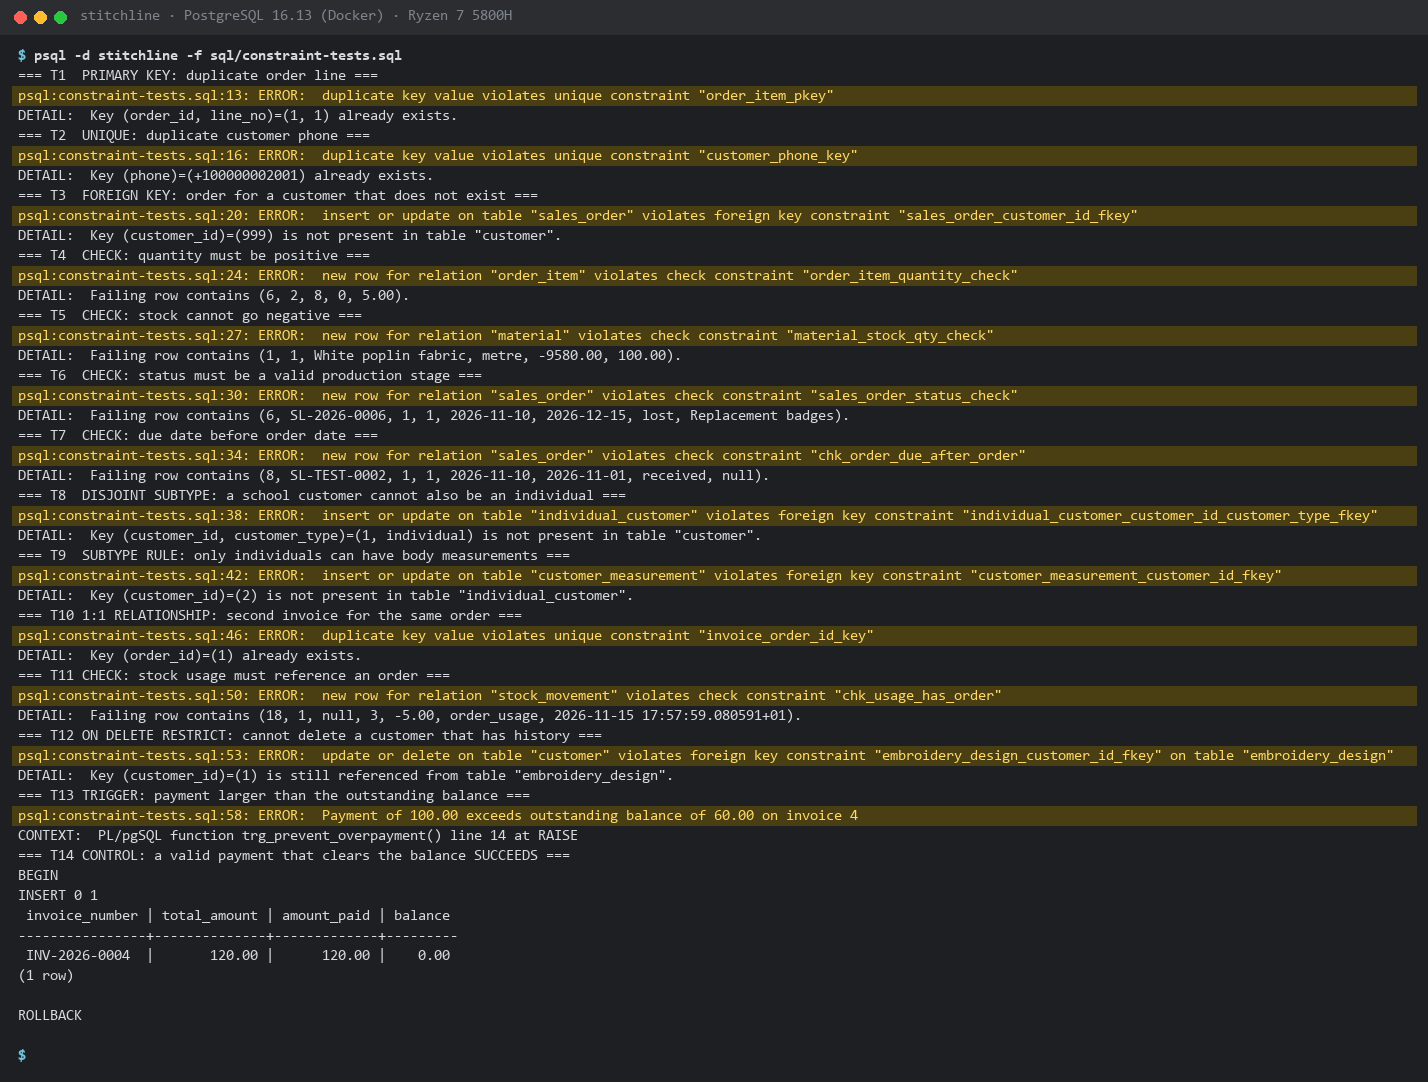 stitchline · PostgreSQL 16.13 (Docker) · Ryzen 7 5800H
$ psql -d stitchline -f sql/constraint-tests.sql
=== T1  PRIMARY KEY: duplicate order line ===
psql:constraint-tests.sql:13: ERROR:  duplicate key value violates unique constraint "order_item_pkey"
DETAIL:  Key (order_id, line_no)=(1, 1) already exists.
=== T2  UNIQUE: duplicate customer phone ===
psql:constraint-tests.sql:16: ERROR:  duplicate key value violates unique constraint "customer_phone_key"
DETAIL:  Key (phone)=(+100000002001) already exists.
=== T3  FOREIGN KEY: order for a customer that does not exist ===
psql:constraint-tests.sql:20: ERROR:  insert or update on table "sales_order" violates foreign key constraint "sales_order_customer_id_fkey"
DETAIL:  Key (customer_id)=(999) is not present in table "customer".
=== T4  CHECK: quantity must be positive ===
psql:constraint-tests.sql:24: ERROR:  new row for relation "order_item" violates check constraint "order_item_quantity_check"
DETAIL:  Failing row contains (6, 2, 8, 0, 5.00).
=== T5  CHECK: stock cannot go negative ===
psql:constraint-tests.sql:27: ERROR:  new row for relation "material" violates check constraint "material_stock_qty_check"
DETAIL:  Failing row contains (1, 1, White poplin fabric, metre, -9580.00, 100.00).
=== T6  CHECK: status must be a valid production stage ===
psql:constraint-tests.sql:30: ERROR:  new row for relation "sales_order" violates check constraint "sales_order_status_check"
DETAIL:  Failing row contains (6, SL-2026-0006, 1, 1, 2026-11-10, 2026-12-15, lost, Replacement badges).
=== T7  CHECK: due date before order date ===
psql:constraint-tests.sql:34: ERROR:  new row for relation "sales_order" violates check constraint "chk_order_due_after_order"
DETAIL:  Failing row contains (8, SL-TEST-0002, 1, 1, 2026-11-10, 2026-11-01, received, null).
=== T8  DISJOINT SUBTYPE: a school customer cannot also be an individual ===
psql:constraint-tests.sql:38: ERROR:  insert or update on table "individual_customer" violates foreign key constraint "individual_customer_customer_id_customer_type_fkey"
DETAIL:  Key (customer_id, customer_type)=(1, individual) is not present in table "customer".
=== T9  SUBTYPE RULE: only individuals can have body measurements ===
psql:constraint-tests.sql:42: ERROR:  insert or update on table "customer_measurement" violates foreign key constraint "customer_measurement_customer_id_fkey"
DETAIL:  Key (customer_id)=(2) is not present in table "individual_customer".
=== T10 1:1 RELATIONSHIP: second invoice for the same order ===
psql:constraint-tests.sql:46: ERROR:  duplicate key value violates unique constraint "invoice_order_id_key"
DETAIL:  Key (order_id)=(1) already exists.
=== T11 CHECK: stock usage must reference an order ===
psql:constraint-tests.sql:50: ERROR:  new row for relation "stock_movement" violates check constraint "chk_usage_has_order"
DETAIL:  Failing row contains (18, 1, null, 3, -5.00, order_usage, 2026-11-15 17:57:59.080591+01).
=== T12 ON DELETE RESTRICT: cannot delete a customer that has history ===
psql:constraint-tests.sql:53: ERROR:  update or delete on table "customer" violates foreign key constraint "embroidery_design_customer_id_fkey" on table "embroidery_design"
DETAIL:  Key (customer_id)=(1) is still referenced from table "embroidery_design".
=== T13 TRIGGER: payment larger than the outstanding balance ===
psql:constraint-tests.sql:58: ERROR:  Payment of 100.00 exceeds outstanding balance of 60.00 on invoice 4
CONTEXT:  PL/pgSQL function trg_prevent_overpayment() line 14 at RAISE
=== T14 CONTROL: a valid payment that clears the balance SUCCEEDS ===
BEGIN
INSERT 0 1
 invoice_number | total_amount | amount_paid | balance
----------------+--------------+-------------+---------
 INV-2026-0004  |       120.00 |      120.00 |    0.00
(1 row)
ROLLBACK
$